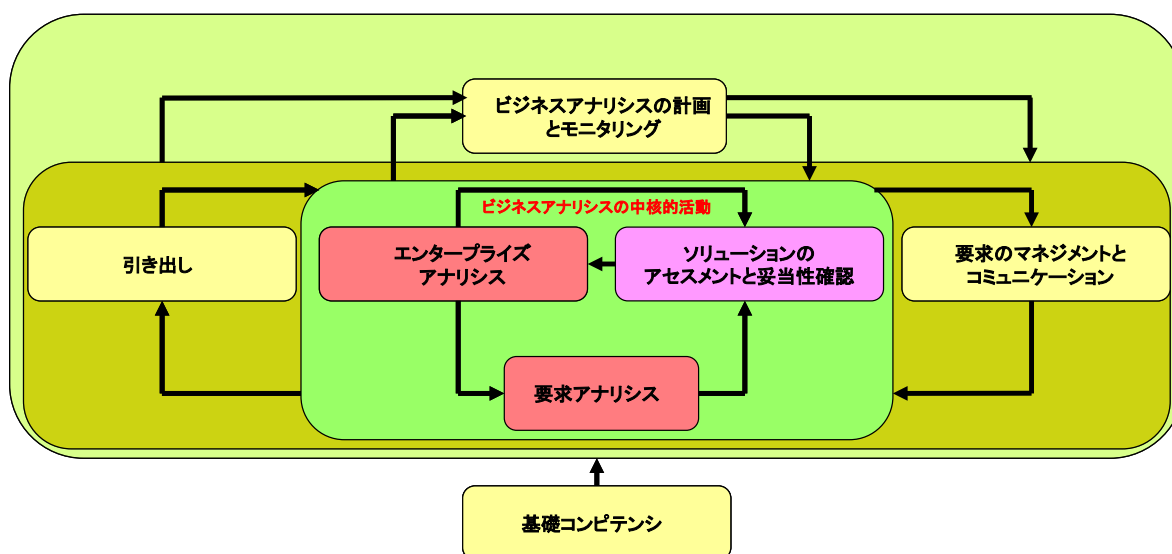 ビジネスアナリシスの計画
とモニタリング
ビジネスアナリシスの中核的活動
引き出し
エンタープライズ
アナリシス
ソリューションの
アセスメントと妥当性確認
要求のマネジメントと
コミュニケーション
要求アナリシス
基礎コンピテンシ